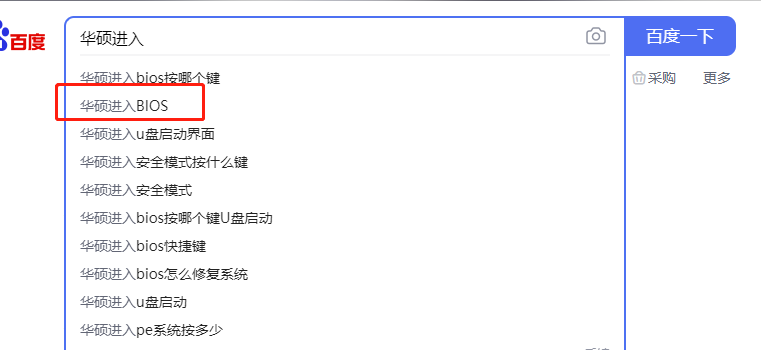 百度
华硕进入
百度一下
华硕进入bios按哪个键
采购
更多
华硕进入BIOS
华硕进入u盘启动界面
华硕进入安全模式按什么键
华硕进入安全模式
华硕进入bios按哪个键U盘启动
华硕进入bios快捷键
华硕进入bios怎么修复系统
华硕进入u盘启动
华硕进入pe系统按多少